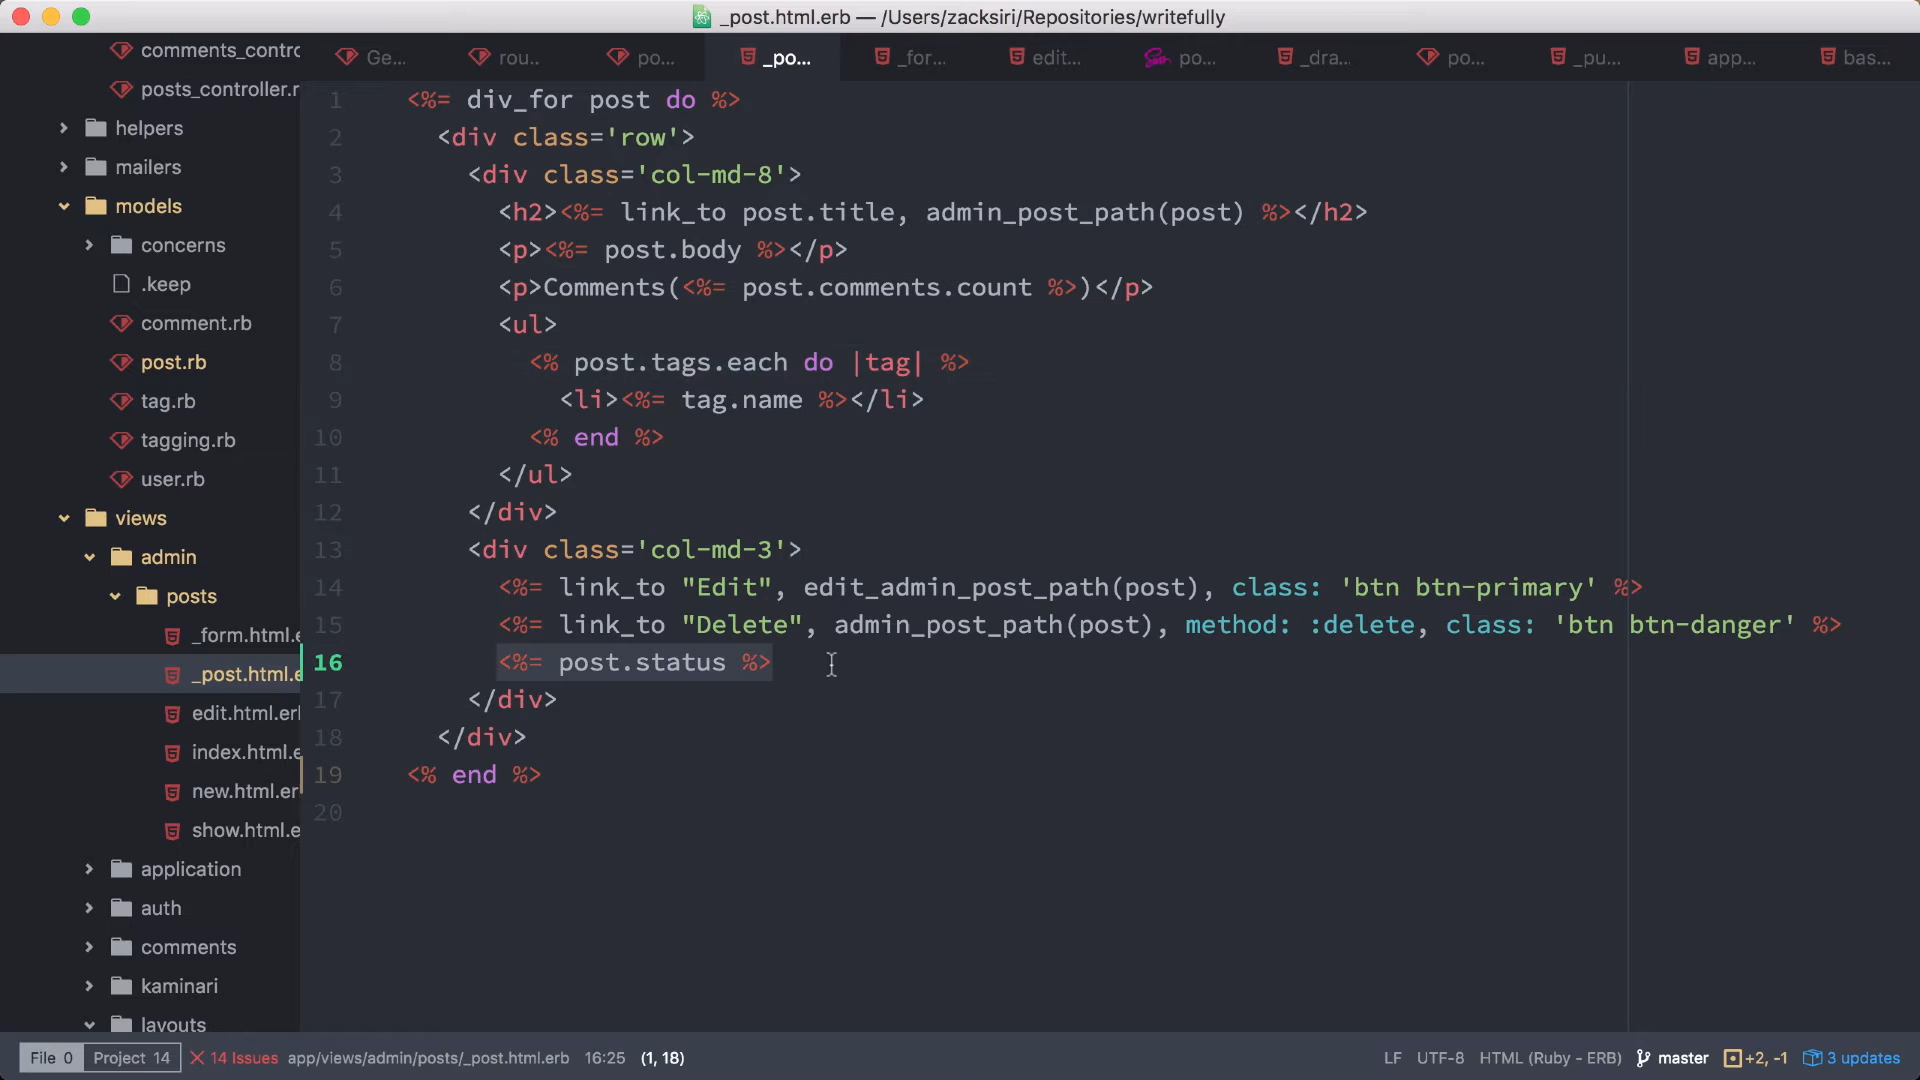 _post.html.erb — /Users/zacksiri/Repositories/writefully
Ge...
rou..
po...
_po...
_for...
edit...
po...
_dra...
po...
_pu...
app...
bas...
comments_contro
posts_controller.r
helpers
mailers
models
concerns
.keep
comment.rb
post.rb
tag.rb
tagging.rb
user.rb
views
admin
posts
_form.html.e
_post.html.e
edit.html.erl
index.html.e
new.html.er
show.html.e
application
auth
comments
kaminari
layouts
1 <%= div_for post do %>
2 <div class='row'>
3 <div class='col-md-8'>
4 <h2><%= link_to post.title, admin_post_path(post) %></h2>
5 <p><%= post.body %></p>
6 <p>Comments(<%= post.comments.count %>)</p>
7 <ul>
8 <% post.tags.each do |tag| %>
9 <li><%= tag.name %></li>
10 <% end %>
11 </ul>
12 </div>
13 <div class='col-md-3'>
14 <%= link_to "Edit", edit_admin_post_path(post), class: 'btn btn-primary' %>
15 <%= link_to "Delete", admin_post_path(post), method: :delete, class: 'btn btn-danger' %>
16 <%= post.status %>
17 </div>
18 </div>
19 <% end %>
20
File 0 Project 14 14 Issues app/views/admin/posts/_post.html.erb 16:25 (1, 18) LF UTF-8 HTML (Ruby - ERB) master +2, -1 3 updates